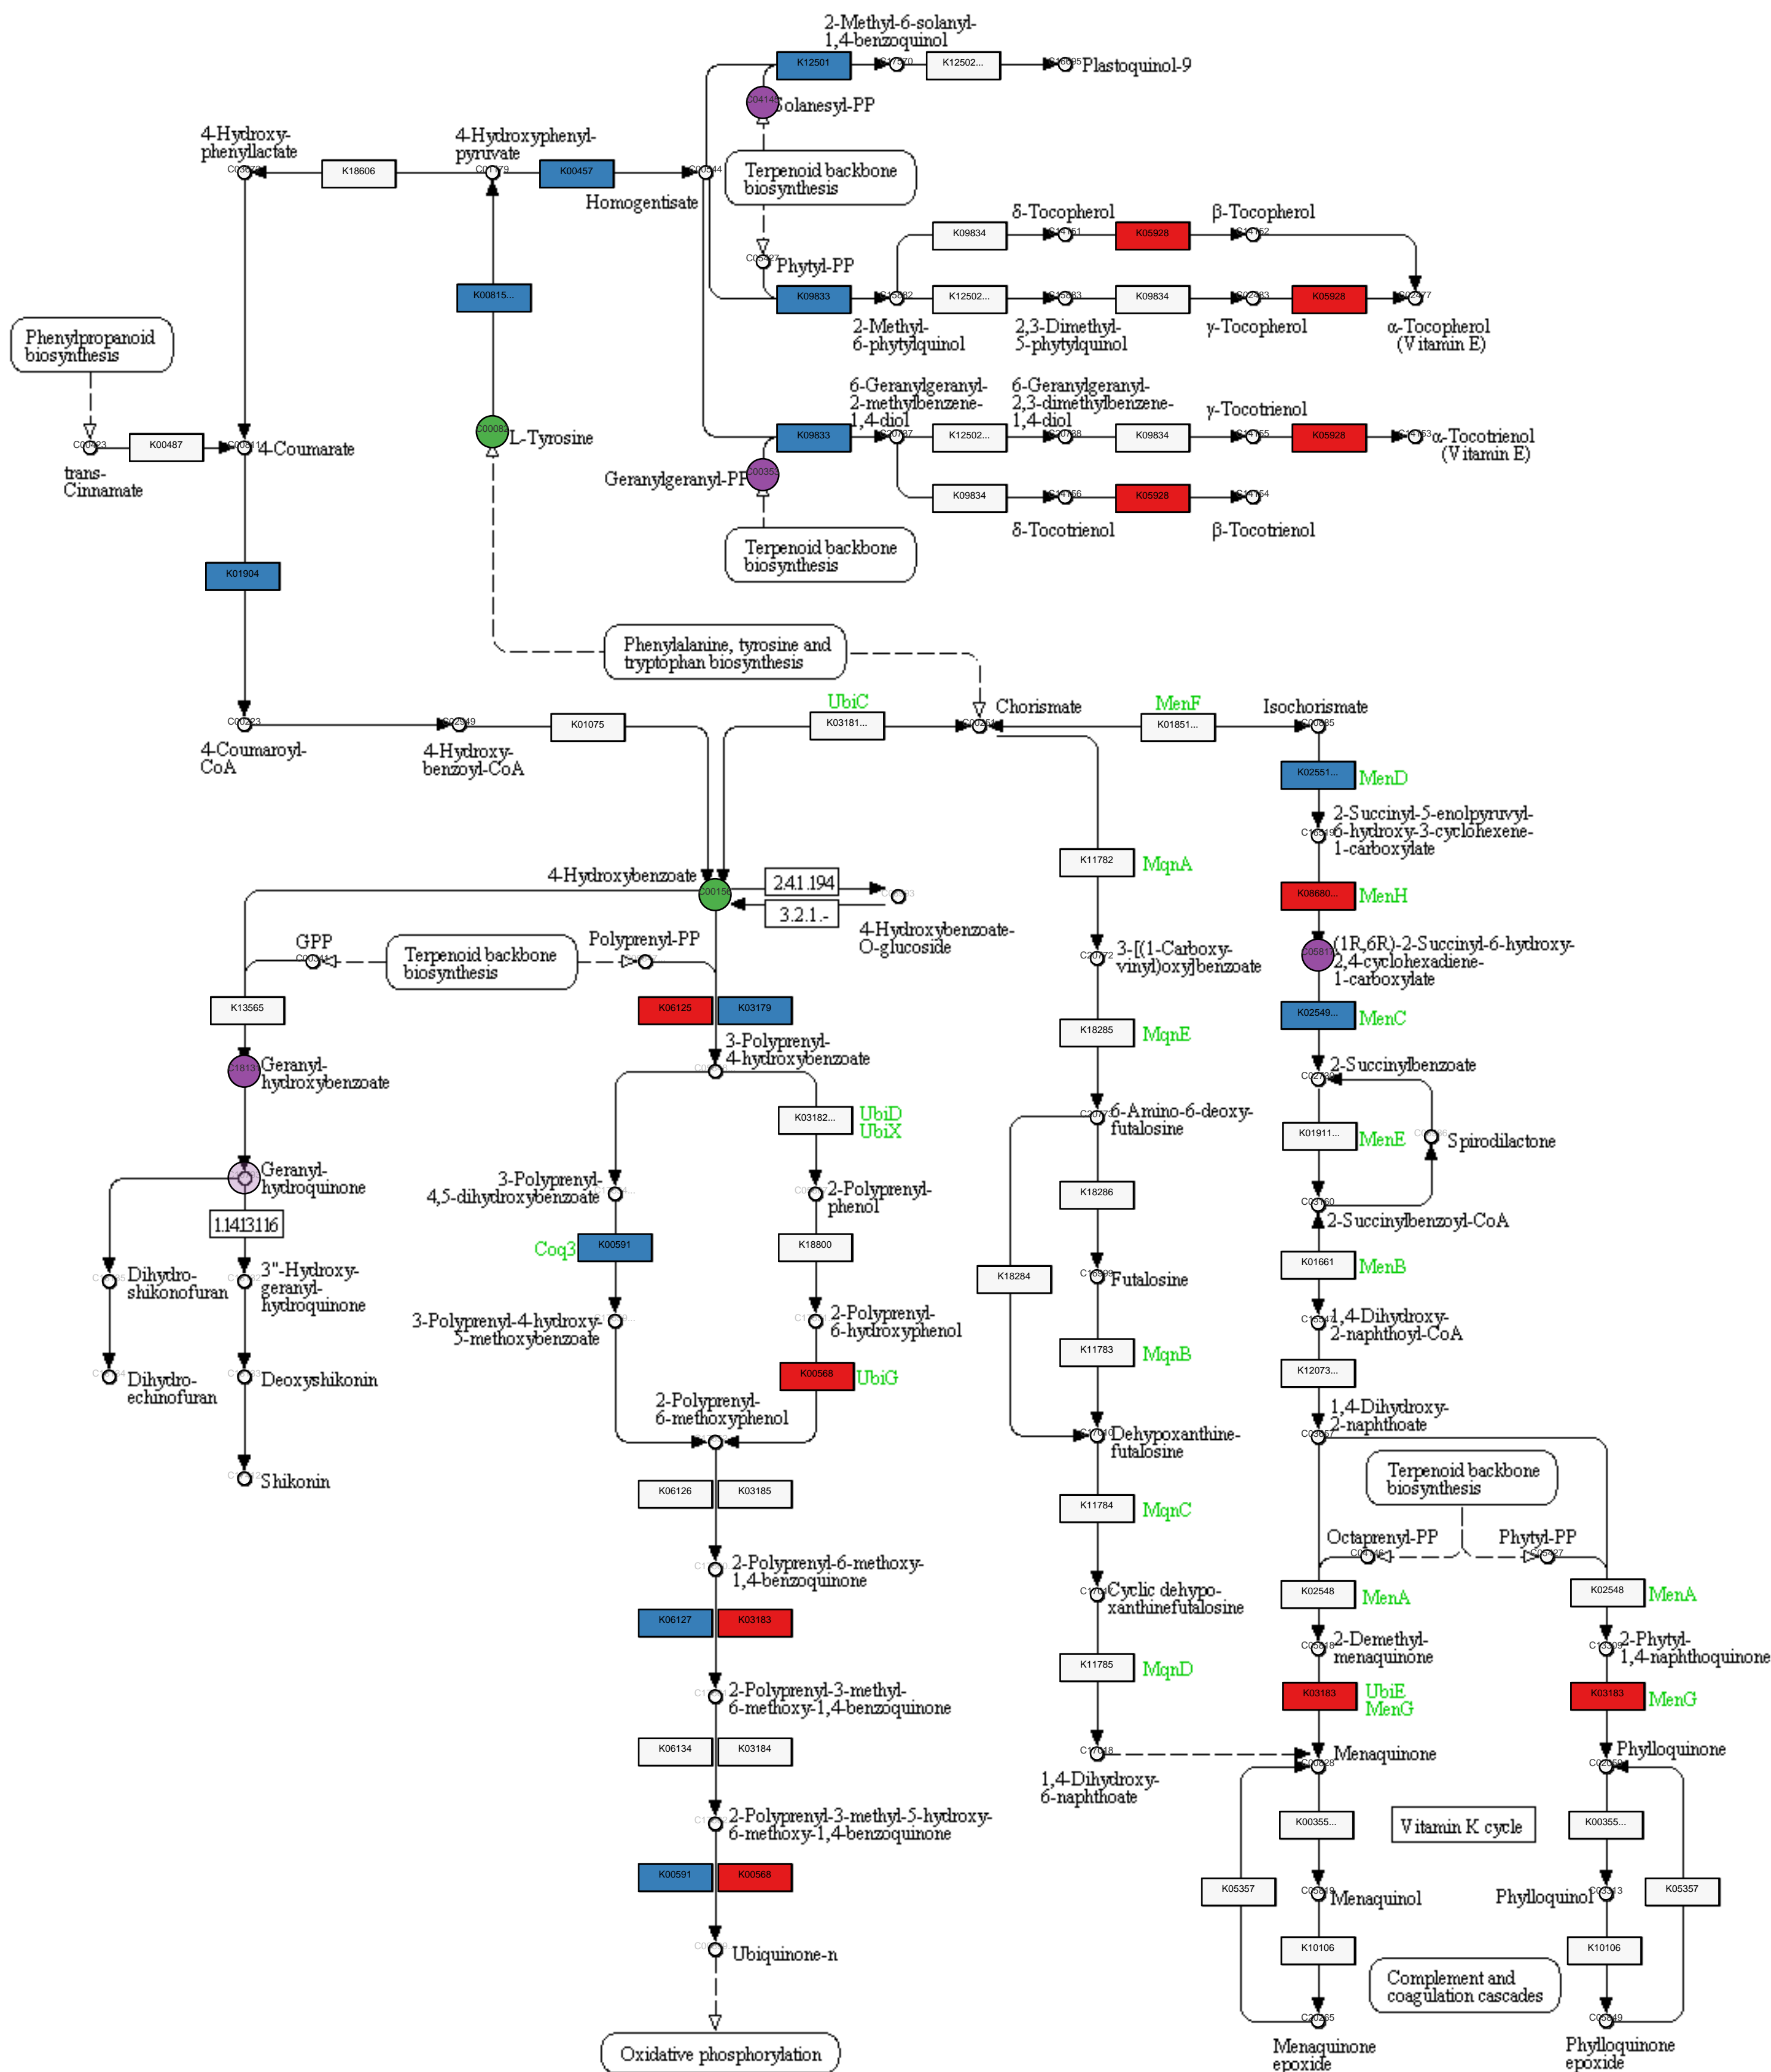 2-Methyl-6-solanyl-
1,4-benzoquinol
K12501
K12502...
Plastoquinol-9
C04145
Solanesyl-PP
4-Hydroxy-
phenyllactate
K18606
4-Hydroxyphenyl-
pyruvate
K00457
Homogentisate
Terpenoid backbone
biosynthesis
δ-Tocopherol
β-Tocopherol
K09834
K05928
Phytyl-PP
K00815...
K09833
K12502...
K09834
K05928
2-Methyl-
6-phytylquinol
2,3-Dimethyl-
5-phytylquinol
γ-Tocopherol
α-Tocopherol
(Vitamin E)
Phenylpropanoid
biosynthesis
6-Geranylgeranyl-
2-methylbenzene-
1,4-diol
6-Geranylgeranyl-
2,3-dimethylbenzene-
1,4-diol
γ-Tocotrienol
C00082
L-Tyrosine
K09833
K12502...
K09834
K05928
α-Tocotrienol
(Vitamin E)
K00487
4-Coumarate
trans-
Cinnamate
Geranylgeranyl-PP
C00353
K09834
K05928
δ-Tocotrienol
β-Tocotrienol
Terpenoid backbone
biosynthesis
K01904
Phenylalanine, tyrosine and
tryptophan biosynthesis
UbiC
Chorismate
MenF
Isochorismate
K01075
K03181...
K01851...
4-Coumaroyl-
CoA
4-Hydroxy-
benzoyl-CoA
K02551...
MenD
2-Succinyl-5-enolpyruvyl-
6-hydroxy-3-cyclohexene-
1-carboxylate
K11782
MqnA
4-Hydroxybenzoate
C00156
2.4.1.194
3.2.1.-
4-Hydroxybenzoate-
O-glucoside
K08680...
MenH
GPP
Terpenoid backbone
biosynthesis
Polyprenyl-PP
3-[(1-Carboxy-
vinyl)oxy]benzoate
C05817
(1R,6R)-2-Succinyl-6-hydroxy-
2,4-cyclohexadiene-
1-carboxylate
K13565
K06125
K03179
K18285
MqnE
K02549...
MenC
Geranyl-
hydroxybenzoate
3-Polyprenyl-
4-hydroxybenzoate
2-Succinylbenzoate
K03182...
UbiD
UbiX
6-Amino-6-deoxy-
futalosine
K01911...
MenE
Spirodilactone
Geranyl-
hydroquinone
3-Polyprenyl-
4,5-dihydroxybenzoate
2-Polyprenyl-
phenol
K18286
2-Succinylbenzoyl-CoA
1.14.13.116
Coq3
K00591
K18800
K01661
MenB
Dihydro-
shikonofuran
3"-Hydroxy-
geranyl-
hydroquinone
K18284
Futalosine
3-Polyprenyl-4-hydroxy-
5-methoxybenzoate
2-Polyprenyl-
6-hydroxyphenol
1,4-Dihydroxy-
2-naphthoyl-CoA
K11783
MqnB
K12073...
Dihydro-
echinofuran
Deoxyshikonin
K00568
UbiG
2-Polyprenyl-
6-methoxyphenol
1,4-Dihydroxy-
2-naphthoate
Dehypoxanthine-
futalosine
Shikonin
K06126
K03185
K11784
MqnC
Terpenoid backbone
biosynthesis
Octaprenyl-PP
Phytyl-PP
2-Polyprenyl-6-methoxy-
1,4-benzoquinone
Cyclic dehypo-
xanthinefutalosine
K02548
MenA
K02548
MenA
K06127
K03183
2-Demethyl-
menaquinone
2-Phytyl-
1,4-naphthoquinone
K11785
MqnD
2-Polyprenyl-3-methyl-
6-methoxy-1,4-benzoquinone
K03183
UbiE
MenG
K03183
MenG
K06134
K03184
C17018
Menaquinone
Phylloquinone
1,4-Dihydroxy-
6-naphthoate
2-Polyprenyl-3-methyl-5-hydroxy-
6-methoxy-1,4-benzoquinone
K00355...
Vitamin K cycle
K00355...
K00591
K00568
K05357
Menaquinol
Phylloquinol
K05357
Ubiquinone-n
K10106
K10106
Complement and
coagulation cascades
Oxidative phosphorylation
Menaquinone
epoxide
Phylloquinone
epoxide